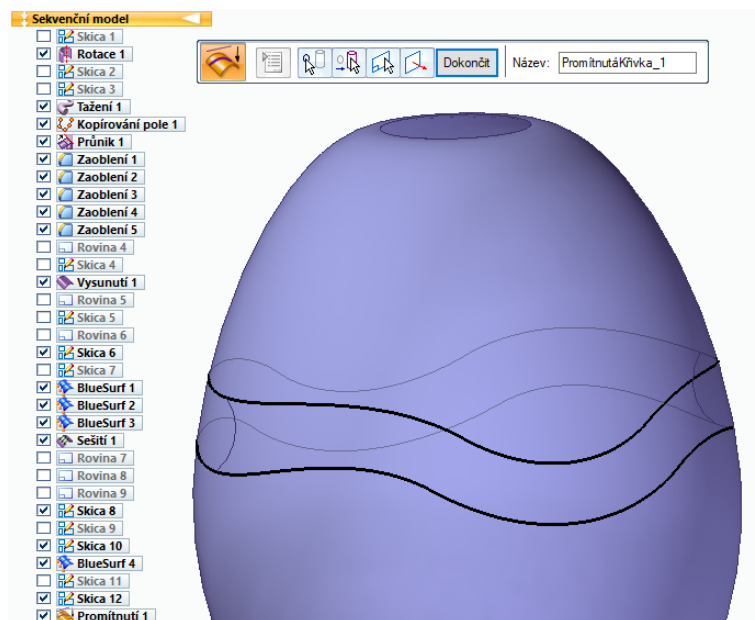 Sekvenční model
Skica 1
Rotace 1
Skica 2
Skica 3
Tažení 1
Kopírování pole 1
Průnik 1
Zaoblení 1
Zaoblení 2
Zaoblení 3
Zaoblení 4
Zaoblení 5
Rovina 4
Skica 4
Vysunutí 1
Rovina 5
Skica 5
Rovina 6
Skica 6
Skica 7
BlueSurf 1
BlueSurf 2
BlueSurf 3
Sešití 1
Rovina 7
Rovina 8
Rovina 9
Skica 8
Skica 9
Skica 10
BlueSurf 4
Skica 11
Skica 12
Promítnutí 1
Dokončit
Název: PromítnutáKřivka_1